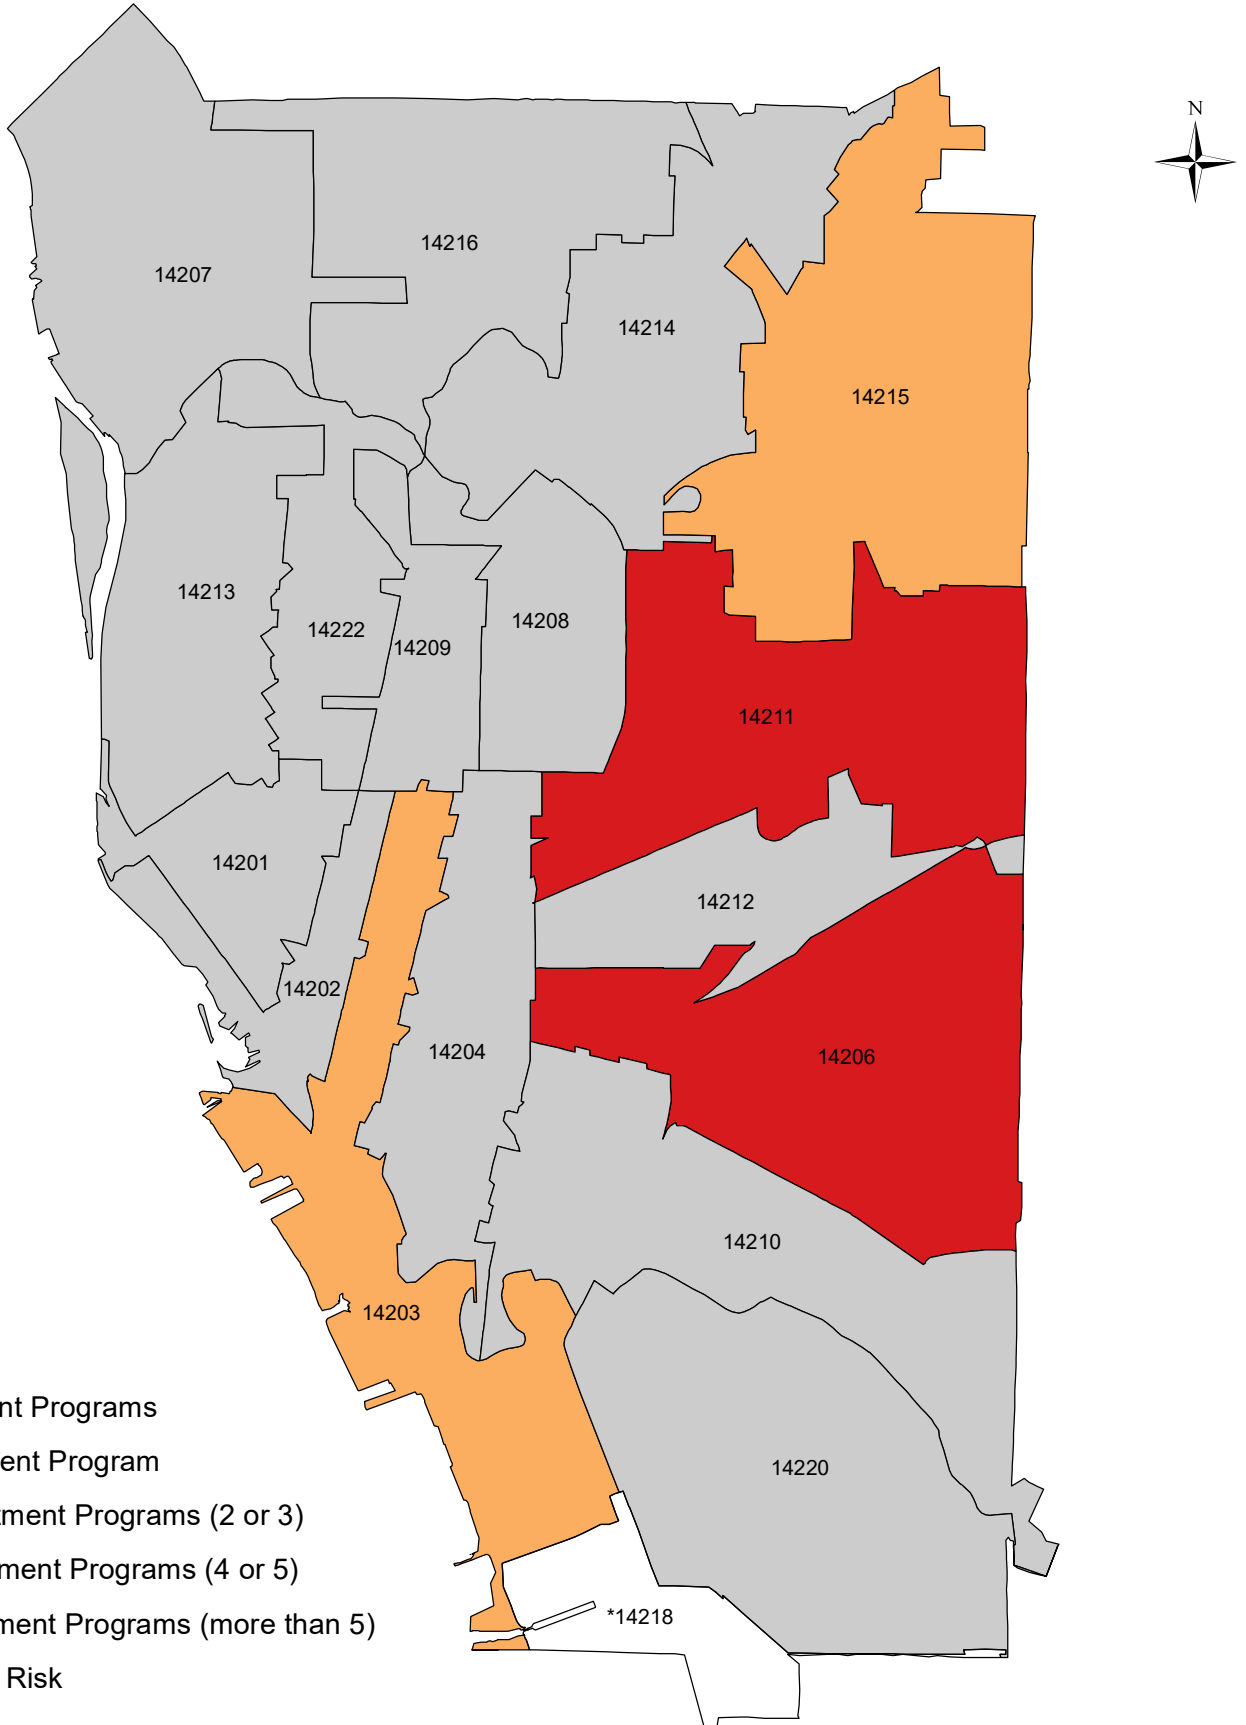 N
14216
14207
14214
14215
14213
14208
14222
14209
14211
14201
14212
14202
14204
14206
14210
14203
nt Programs
ent Program
14220
tment Programs (2 or 3)
ment Programs (4 or 5)
ment Programs (more than 5)
*14218
Risk